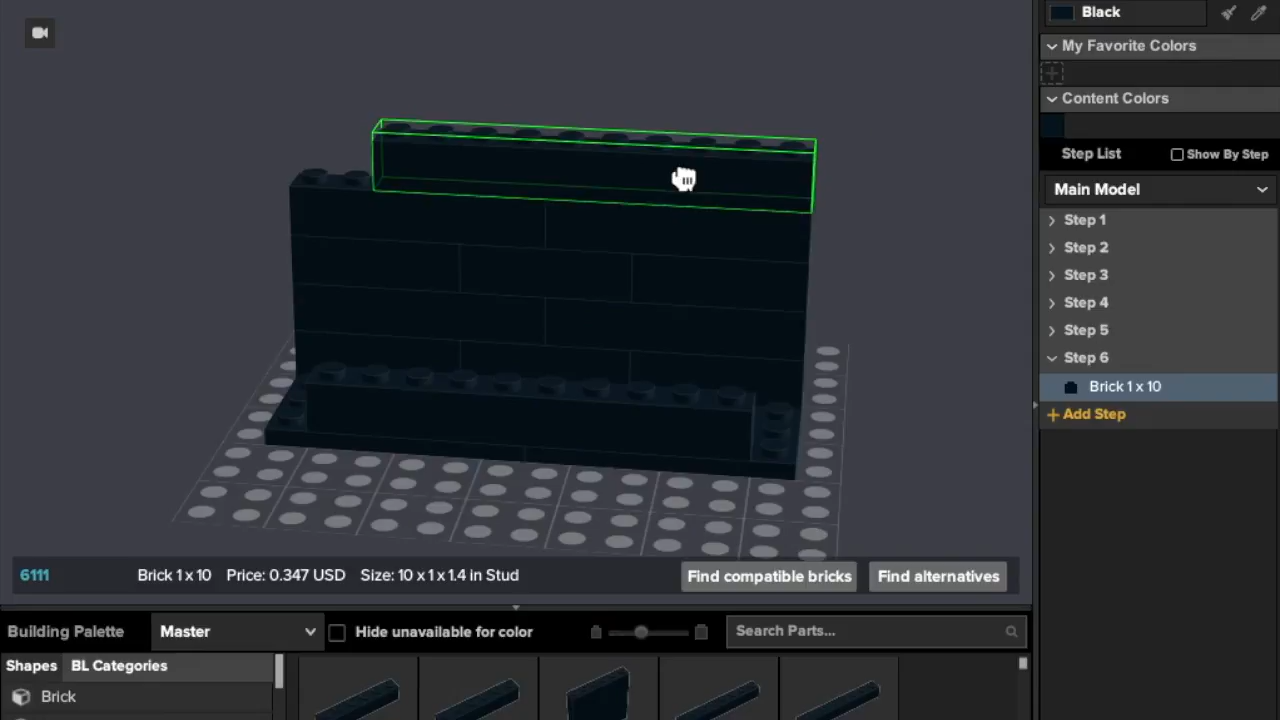 Black
My Favorite Colors
Content Colors
Step List
Show By Step
Main Model
Step 1
Step 2
Step 3
Step 4
Step 5
Step 6
Brick 1 x 10
Add Step
6111 Brick 1 x 10 Price: 0.347 USD Size: 10 x 1 x 1.4 in Stud Find compatible bricks Find alternatives
Building Palette Master Hide unavailable for color Search Parts...
Shapes BL Categories
Brick